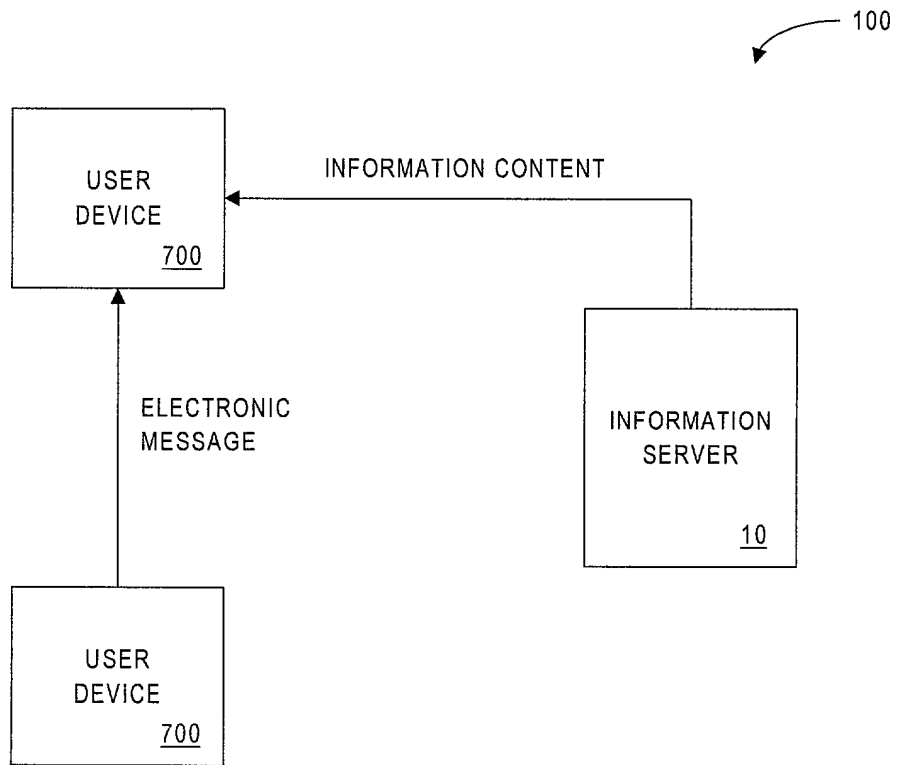 100
USER
DEVICE
700
INFORMATION CONTENT
ELECTRONIC
MESSAGE
INFORMATION
SERVER
10
USER
DEVICE
700